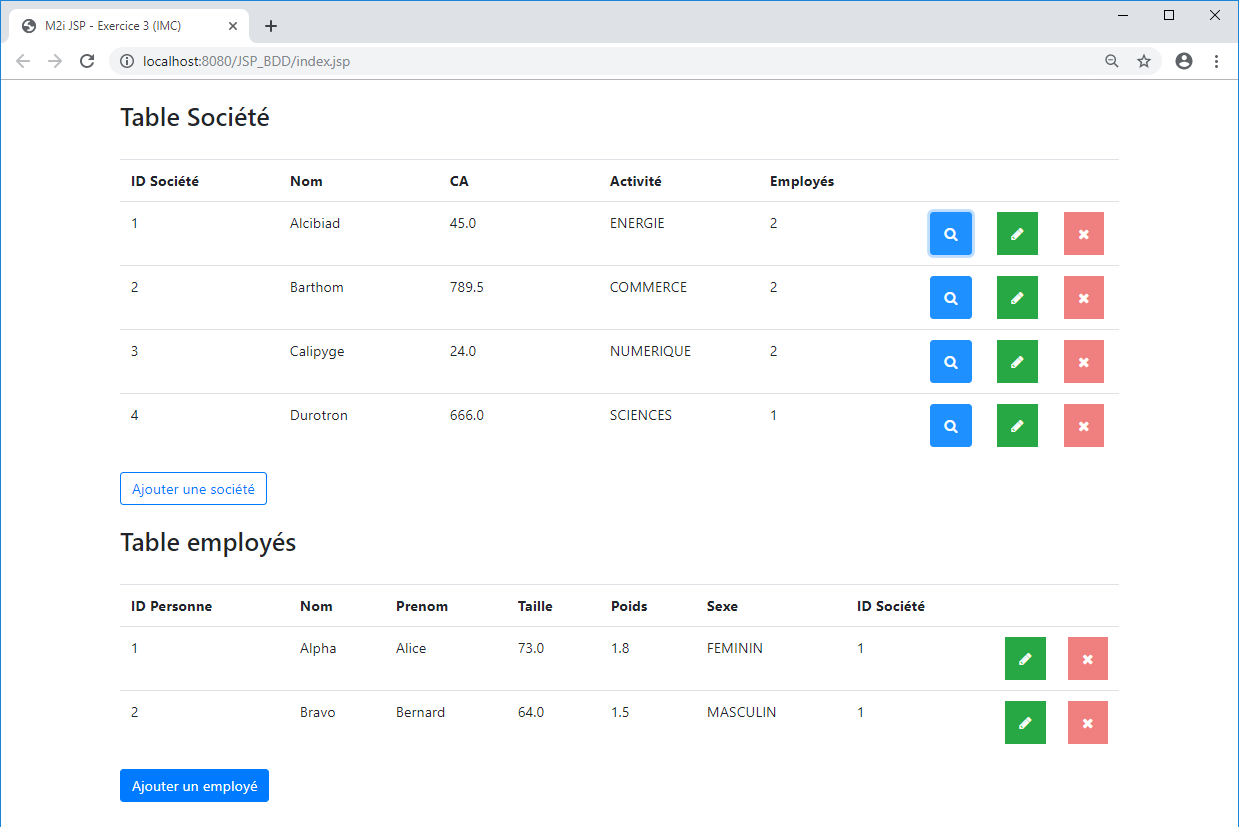 M2i JSP - Exercice 3 (IMC)
localhost:8080/JSP_BDD/index.jsp
Table Société
ID Société Nom CA Activité Employés
1 Alcibiad 45.0 ENERGIE 2
2 Barthom 789.5 COMMERCE 2
3 Calipyge 24.0 NUMERIQUE 2
4 Durotron 666.0 SCIENCES 1
Ajouter une société
Table employés
ID Personne Nom Prenom Taille Poids Sexe ID Société
1 Alpha Alice 73.0 1.8 FEMININ 1
2 Bravo Bernard 64.0 1.5 MASCULIN 1
Ajouter un employé